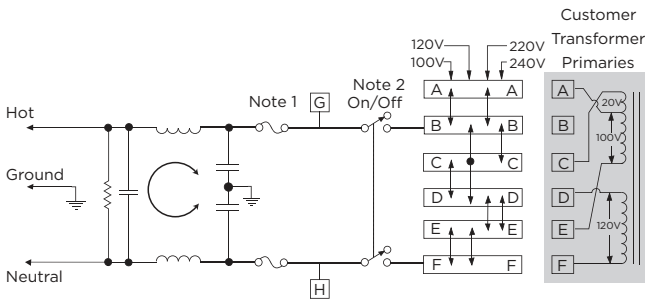 Customer
Transformer
Primaries
120V
220V
100V
240V
Note 1
G
Note 2
On/Off
Hot
Ground
Neutral
H
A A
B B
C C
D D
E E
F F
A
B
C
D
E
F
20V
100V
120V